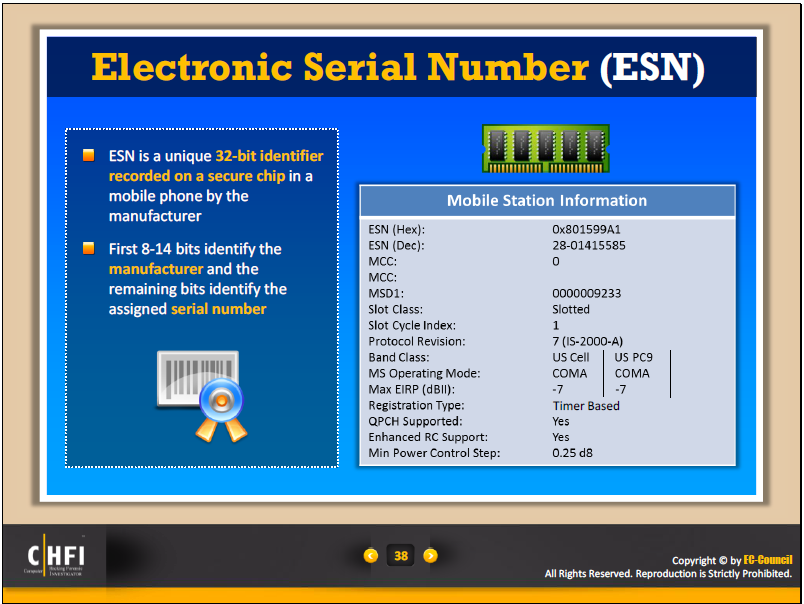 Electronic Serial Number (ESN)
ESN is a unique 32-bit identifier
recorded on a secure chip in a
mobile phone by the
manufacturer
First 8-14 bits identify the
manufacturer and the
remaining bits identify the
assigned serial number
Mobile Station Information
ESN (Hex): 0x801599A1
ESN (Dec): 28-01415585
MCC: 0
MCC:
MSD1: 0000009233
Slot Class: Slotted
Slot Cycle Index: 1
Protocol Revision: 7 (IS-2000-A)
Band Class: US Cell US PC9
MS Operating Mode: COMA COMA
Max EIRP (dBII): -7 -7
Registration Type: Timer Based
QPCH Supported: Yes
Enhanced RC Support: Yes
Min Power Control Step: 0.25 d8
CHFI
Computer Hacking Forensic
INVESTIGATOR
38
Copyright © by EC-Council
All Rights Reserved. Reproduction is Strictly Prohibited.